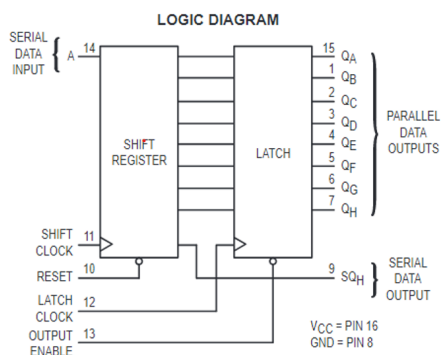 LOGIC DIAGRAM
SERIAL
DATA
INPUT
A
14
SHIFT
REGISTER
LATCH
15 QA
1 QB
2 QC
3 QD
4 QE
5 QF
6 QG
7 QH
PARALLEL
DATA
OUTPUTS
SHIFT
CLOCK
11
RESET
10
LATCH
CLOCK
12
OUTPUT
ENABLE
13
9 SQH
SERIAL
DATA
OUTPUT
VCC = PIN 16
GND = PIN 8